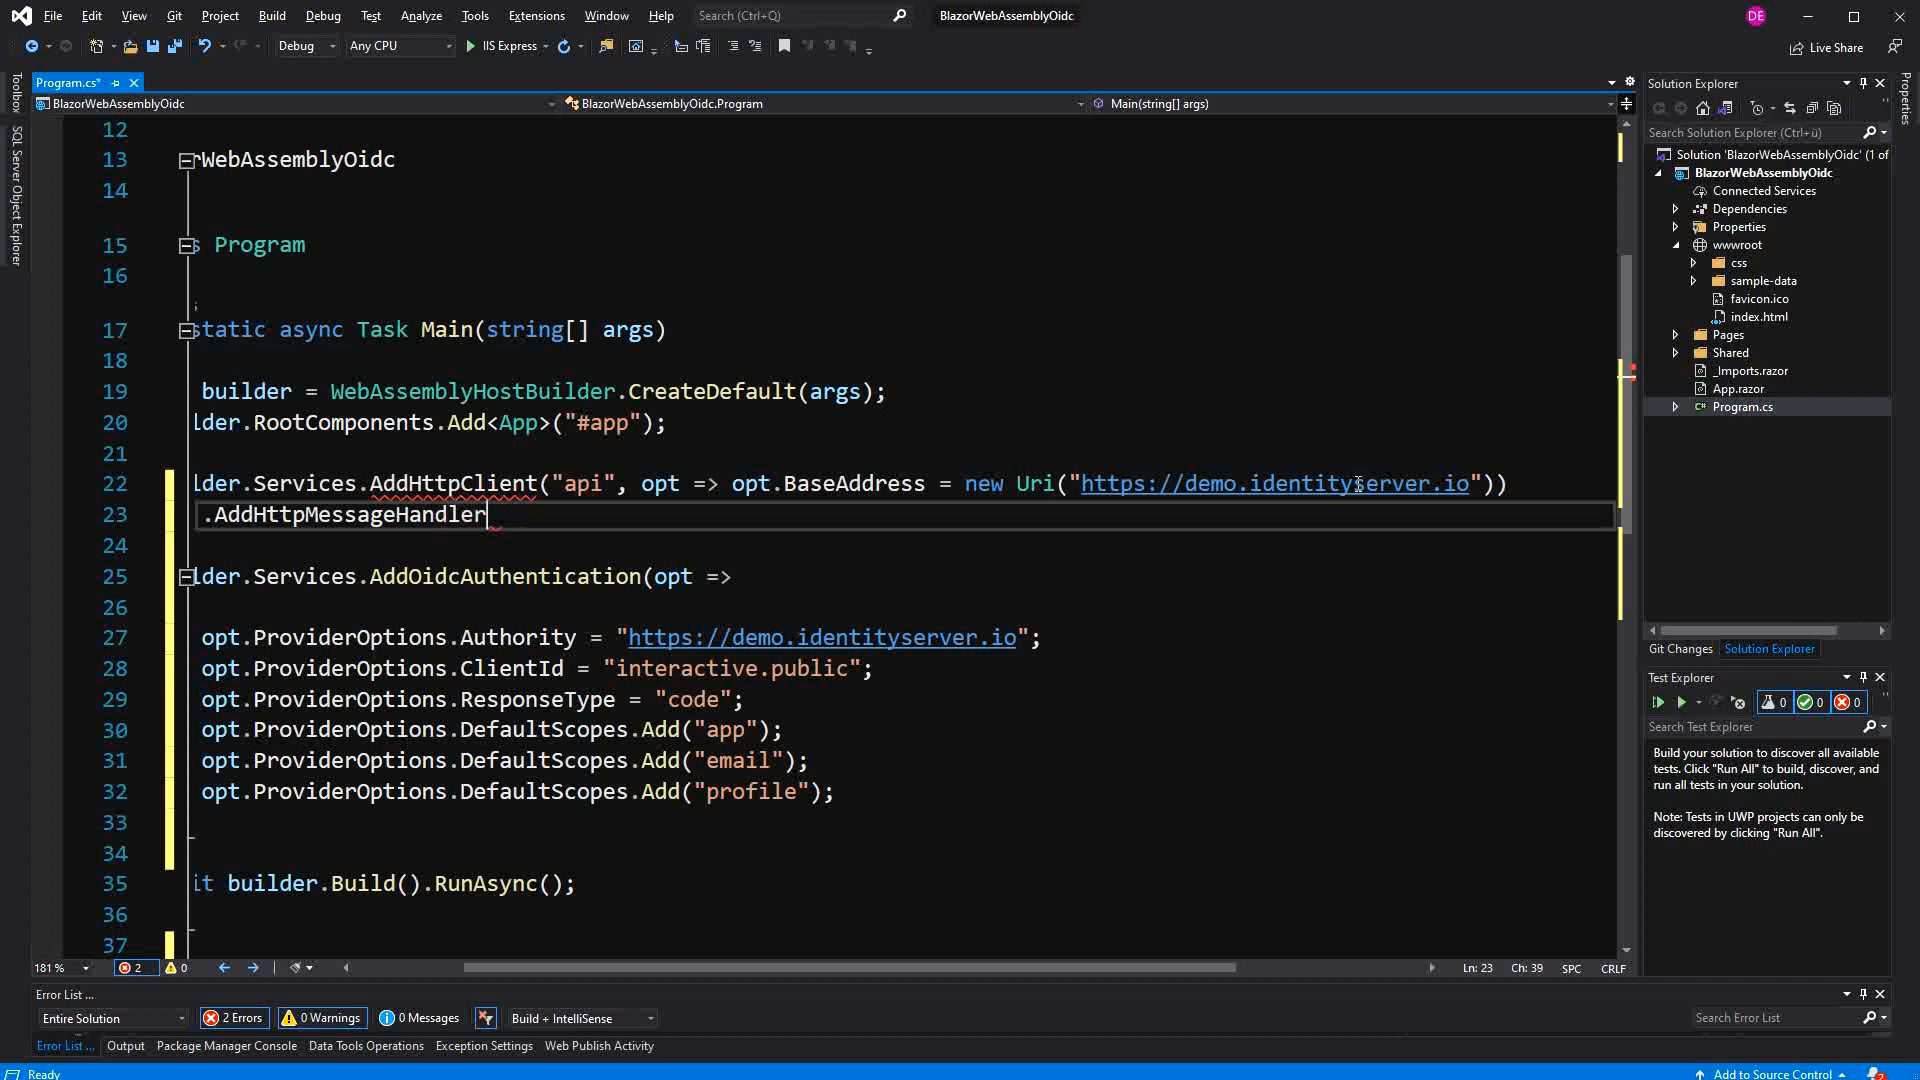 File Edit View Git Project Build Debug Test Analyze Tools Extensions Window Help Search (Ctrl+Q) BlazorWebAssemblyOidc DE
Debug Any CPU IIS Express Live Share
Program.cs*
BlazorWebAssemblyOidc BlazorWebAssemblyOidc.Program Main(string[] args)
Toolbox
SQL Server Object Explorer
12
13 rWebAssemblyOidc
14
15 s Program
16
17 static async Task Main(string[] args)
18
19 builder = WebAssemblyHostBuilder.CreateDefault(args);
20 lder.RootComponents.Add<App>("#app");
21
22 lder.Services.AddHttpClient("api", opt => opt.BaseAddress = new Uri("https://demo.identityserver.io"))
23 .AddHttpMessageHandler
24
25 lder.Services.AddOidcAuthentication(opt =>
26
27 opt.ProviderOptions.Authority = "https://demo.identityserver.io";
28 opt.ProviderOptions.ClientId = "interactive.public";
29 opt.ProviderOptions.ResponseType = "code";
30 opt.ProviderOptions.DefaultScopes.Add("app");
31 opt.ProviderOptions.DefaultScopes.Add("email");
32 opt.ProviderOptions.DefaultScopes.Add("profile");
33
34
35 it builder.Build().RunAsync();
36
37
181 % 2 0 Ln: 23 Ch: 39 SPC CRLF
Error List ...
Entire Solution 2 Errors 0 Warnings 0 Messages Build + IntelliSense Search Error List
Error List ... Output Package Manager Console Data Tools Operations Exception Settings Web Publish Activity
Ready Add to Source Control 2
Solution Explorer
Search Solution Explorer (Ctrl+ü)
Solution 'BlazorWebAssemblyOidc' (1 of
BlazorWebAssemblyOidc
Connected Services
Dependencies
Properties
wwwroot
css
sample-data
favicon.ico
index.html
Pages
Shared
_Imports.razor
App.razor
C# Program.cs
Git Changes Solution Explorer
Test Explorer
0 0 0
Search Test Explorer
Build your solution to discover all available
tests. Click "Run All" to build, discover, and
run all tests in your solution.
Note: Tests in UWP projects can only be
discovered by clicking "Run All".
Properties